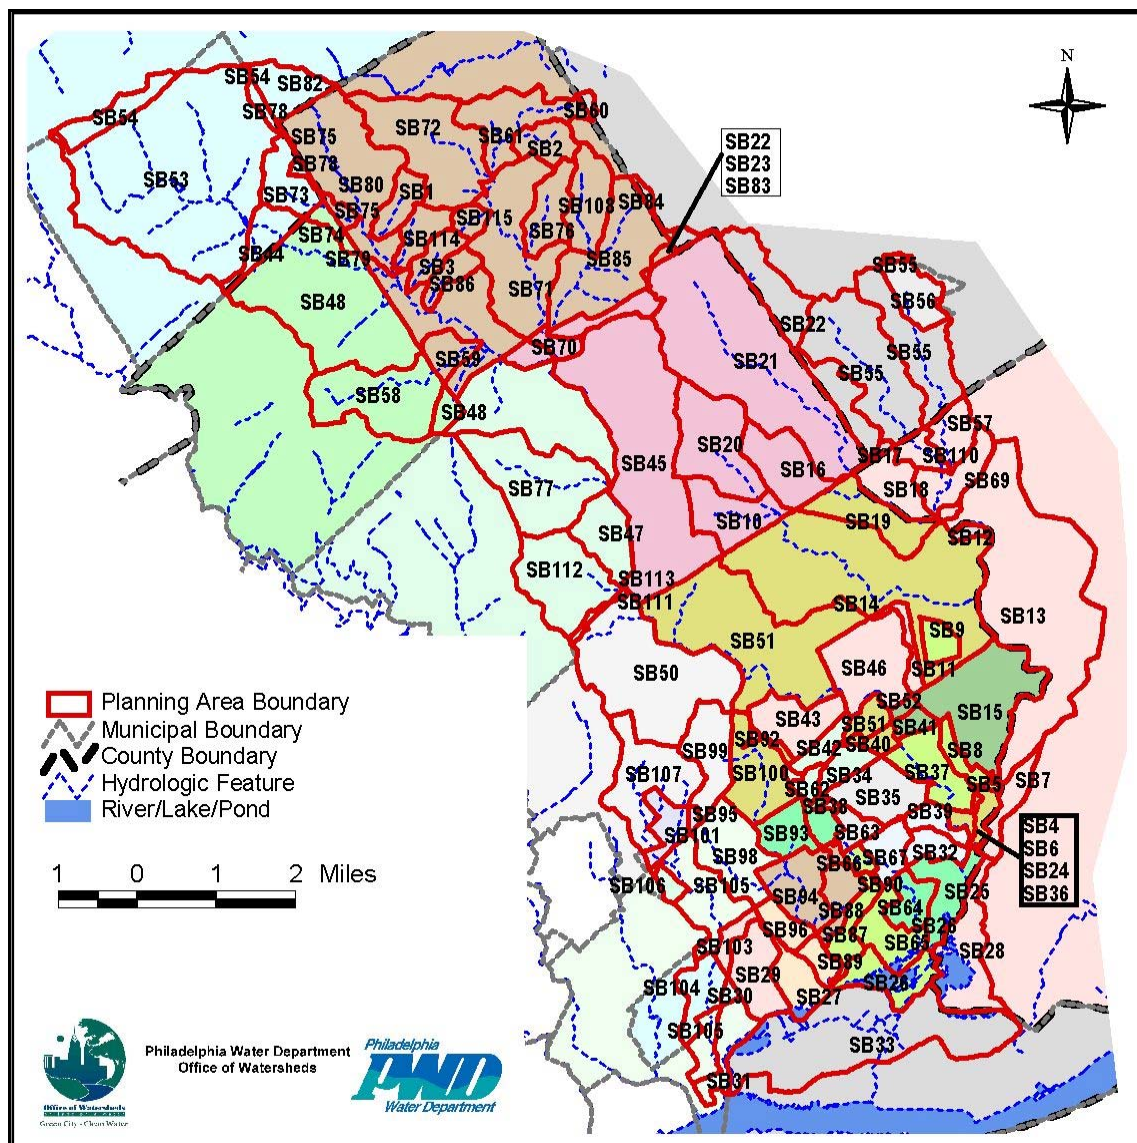 N
SB54
SB82
SB54
SB78
SB60
SB72
SB61
SB75
SB2
SB22
SB23
SB83
SB78
SB53
SB80
SB1
SB73
SB108
SB84
SB75
SB115
SB74
SB76
SB114
SB44
SB79
SB85
SB3
SB55
SB86
SB71
SB48
SB56
SB22
SB70
SB55
SB59
SB21
SB55
SB58
SB48
SB57
SB20
SB17
SB110
SB45
SB16
SB77
SB18
SB69
SB10
SB19
SB47
SB12
SB112
SB113
SB111
SB14
SB13
SB9
SB51
SB46
SB11
SB50
SB52
SB15
SB43
SB51
SB41
SB92
SB42
SB40
SB99
SB8
SB107
SB100
SB34
SB37
SB5
SB7
SB62
SB35
SB38
SB95
SB39
SB101
SB93
SB63
SB4
SB6
SB24
SB36
SB98
SB66
SB67
SB32
SB106
SB105
SB94
SB90
SB25
SB88
SB64
SB96
SB87
SB26
SB65
SB103
SB28
SB89
SB29
SB104
SB30
SB27
SB26
SB105
SB33
SB31
Planning Area Boundary
Municipal Boundary
County Boundary
Hydrologic Feature
River/Lake/Pond
1 0 1 2 Miles
Office of Watersheds
Green City - Clean Water
Philadelphia Water Department
Office of Watersheds
Philadelphia
PWD
Water Department